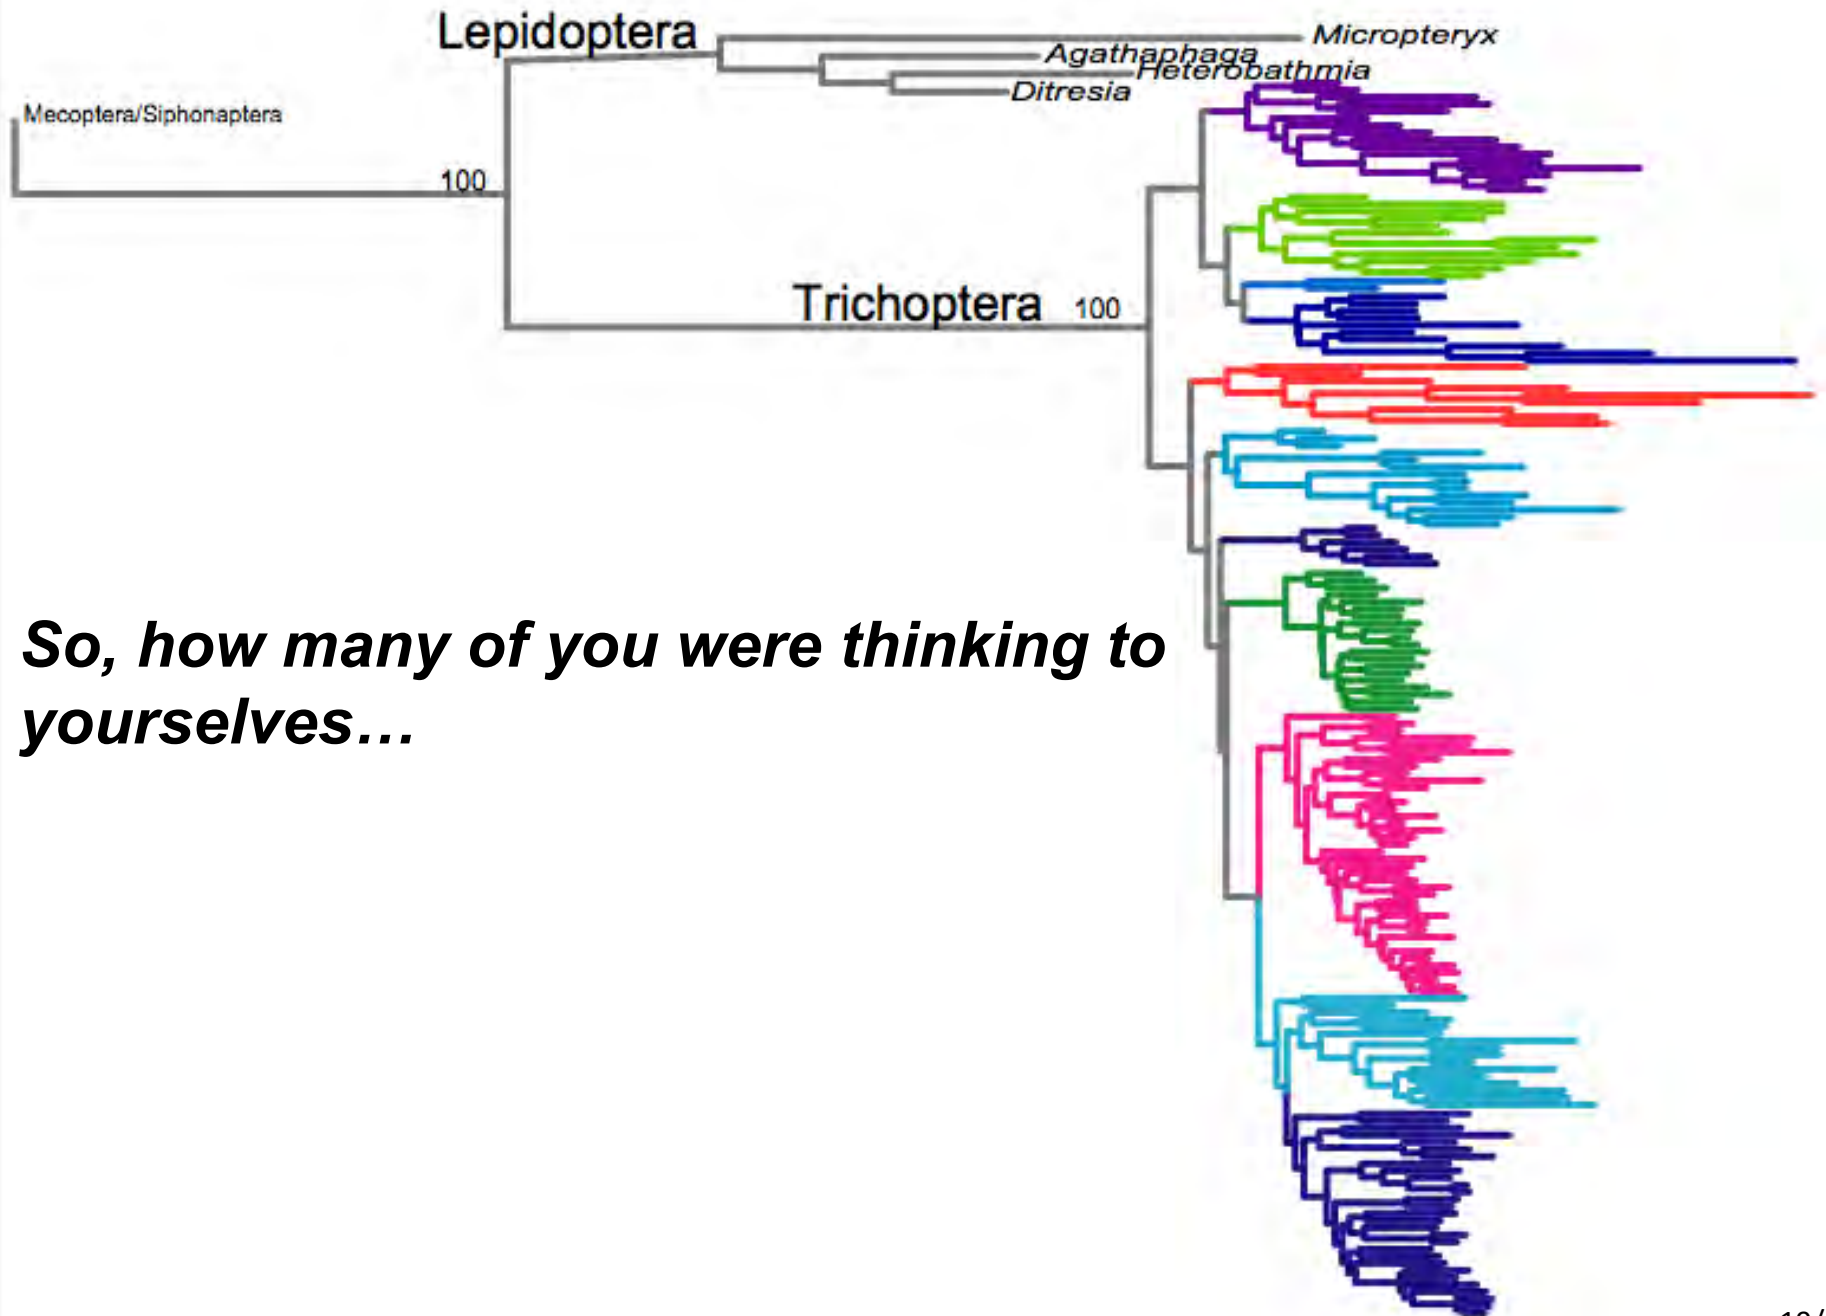 Lepidoptera
Micropteryx
Agathaphaga
Heterobathmia
Ditresia
Mecoptera/Siphonaptera
100
Trichoptera 100
So, how many of you were thinking to
yourselves…